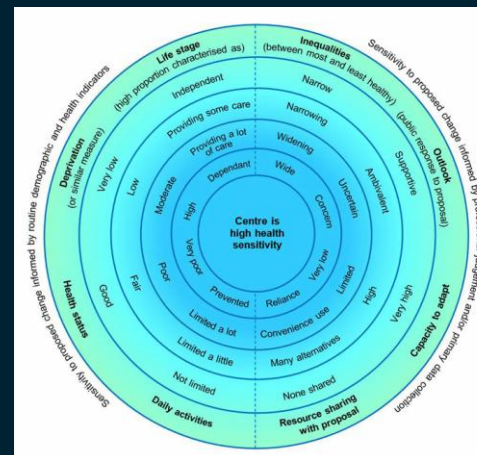 Sensitivity to proposed change informed by routine demographic and health indicators
Sensitivity to proposed change informed by judgement and/or primary data collection
Life stage
(high proportion characterised as)
Independent
Providing some care
Providing a lot
of care
Dependant
Inequalities
(between most and least healthy)
Narrow
Narrowing
Widening
Wide
Outlook
(public response to proposal)
Supportive
Ambivalent
Uncertain
Concern
Capacity to adapt
Very high
High
Limited
Very low
Resource sharing
with proposal
None shared
Many alternatives
Convenience use
Reliance
Daily activities
Not limited
Limited a little
Limited a lot
Prevented
Health status
Good
Fair
Poor
Very poor
Deprivation
(or similar measure)
Very low
Low
Moderate
High
Centre is
high health
sensitivity